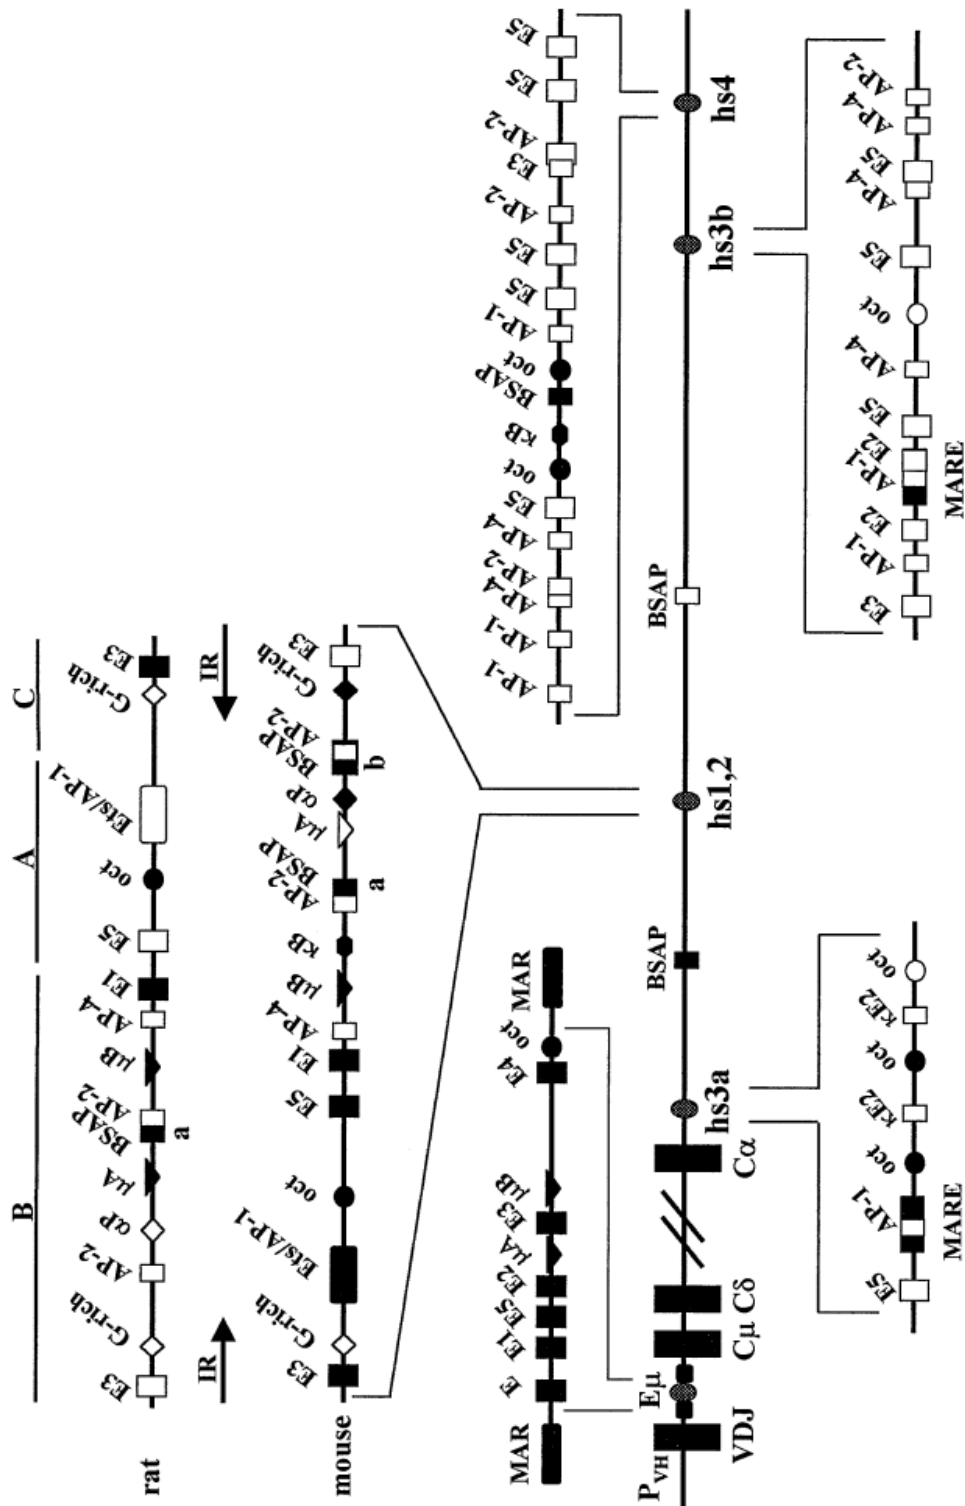 B A C
E3 G-rich AP-2 αP μA BSAP AP-2 μB AP-4 E1 E5 oct Ets/AP-1 G-rich E3
rat
a
IR IR
E3 G-rich Ets/AP-1 oct E5 E1 AP-4 μB κB AP-2 BSAP μA αP BSAP AP-2 G-rich E3
mouse
a b
MAR E E1 E5 E2 μA E3 μB E4 oct MAR
AP-1 AP-1 AP-4 AP-2 AP-4 E5 oct κB BSAP oct AP-1 E5 E5 AP-2 E3 AP-2 E5 E5
PVH Eμ BSAP BSAP
VDJ Cμ Cδ Cα hs3a hs1,2 hs3b hs4
E5 AP-1 oct κE2 oct κE2 oct
MARE
E3 AP-1 E2 AP-1 E2 E5 AP-4 oct E5 AP-4 E5 AP-4 AP-2
MARE